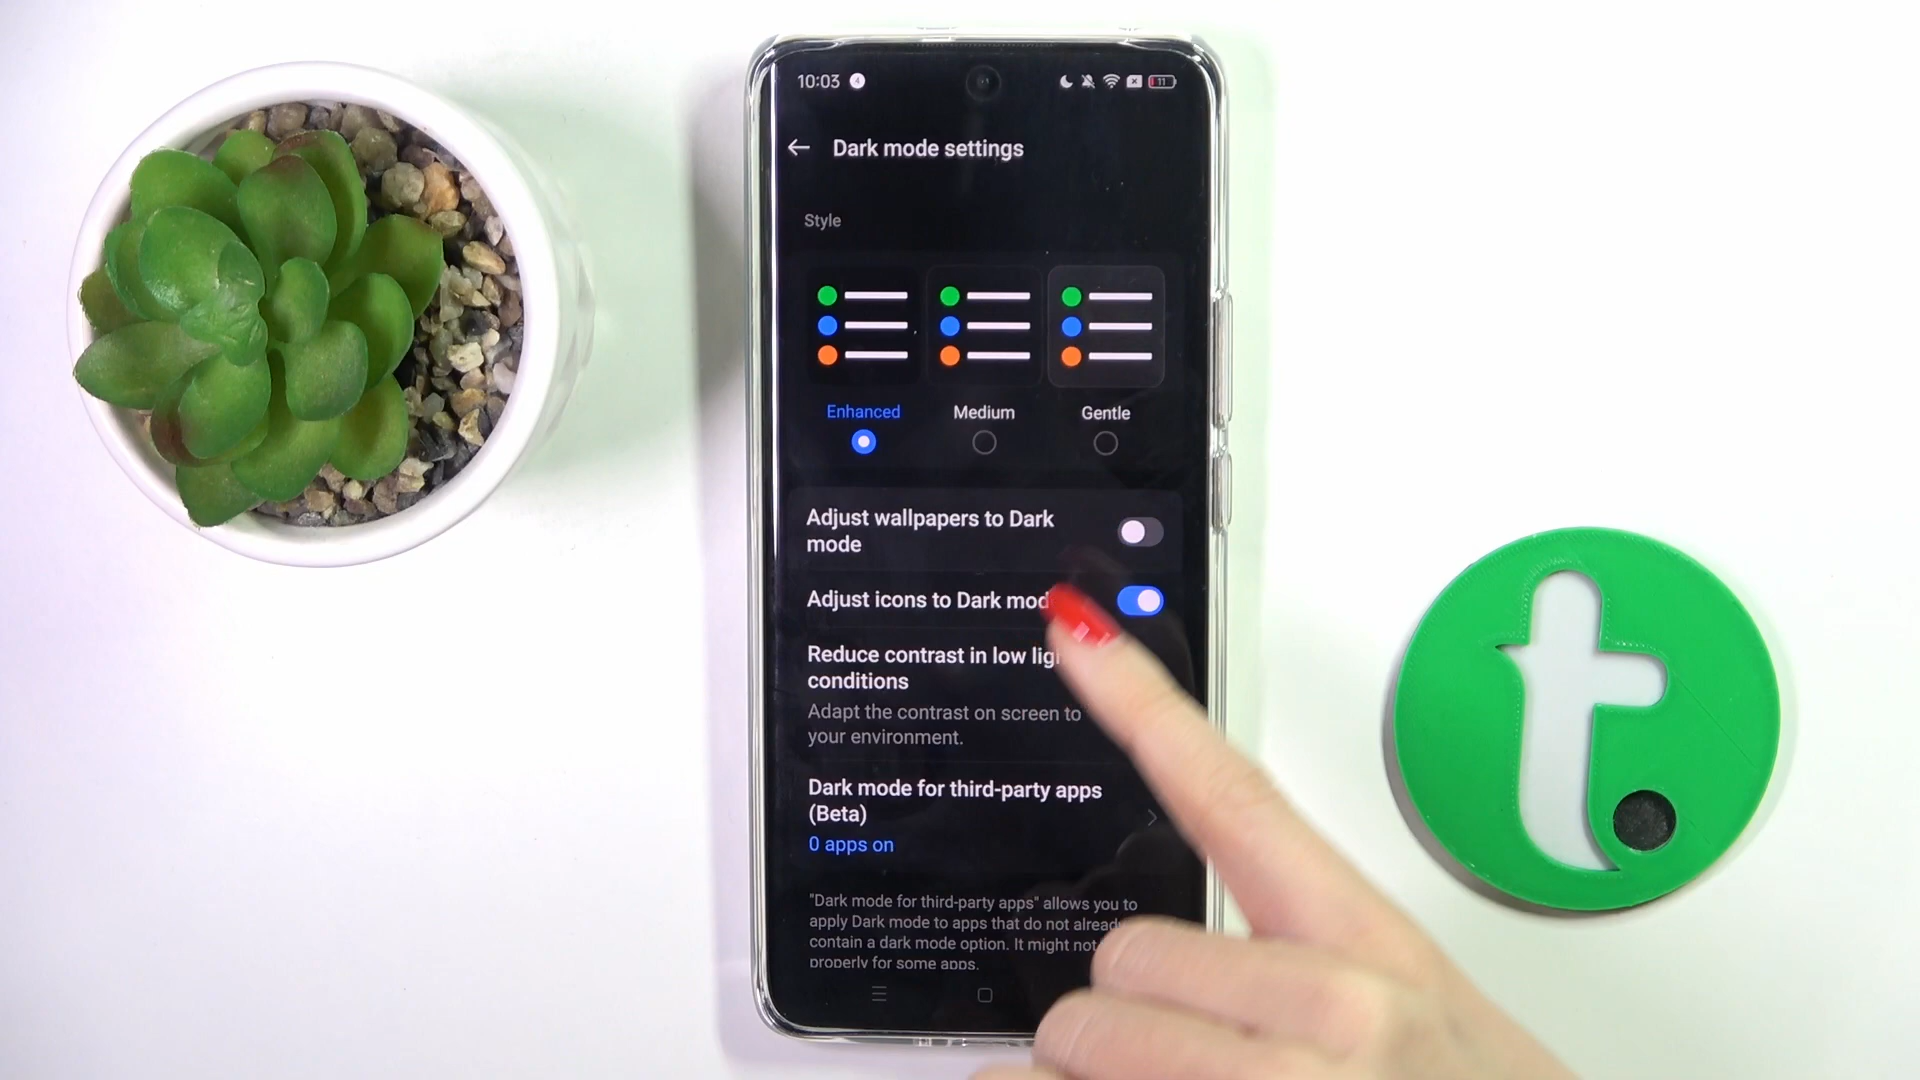 10:03 4
11
Dark mode settings
Style
Enhanced
Medium
Gentle
Adjust wallpapers to Dark
mode
Adjust icons to Dark mod
Reduce contrast in low lig
conditions
Adapt the contrast on screen to
your environment.
Dark mode for third-party apps
(Beta)
0 apps on
"Dark mode for third-party apps" allows you to
apply Dark mode to apps that do not already
contain a dark mode option. It might not
properly for some apps.
t